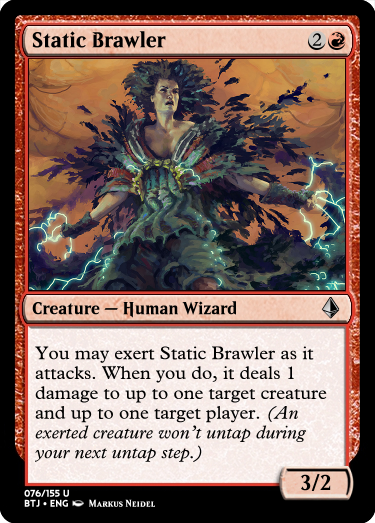 Static Brawler 2
Creature — Human Wizard
You may exert Static Brawler as it
attacks. When you do, it deals 1
damage to up to one target creature
and up to one target player. (An
exerted creature won't untap during
your next untap step.)
3/2
076/155 U
BTJ • ENG Markus Neidel